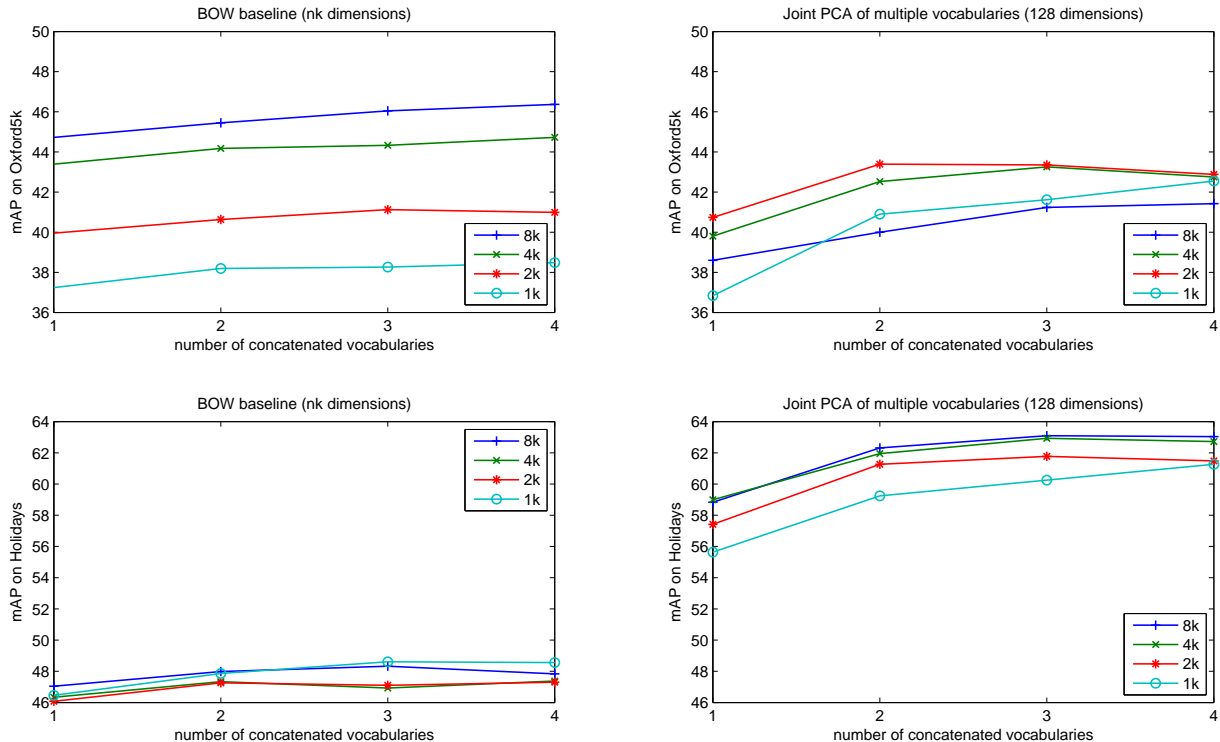 BOW baseline (nk dimensions)
50
48
46
44
42
40
38
36
mAP on Oxford5k
8k
4k
2k
1k
1 2 3 4
number of concatenated vocabularies
Joint PCA of multiple vocabularies (128 dimensions)
50
48
46
44
42
40
38
36
mAP on Oxford5k
8k
4k
2k
1k
1 2 3 4
number of concatenated vocabularies
BOW baseline (nk dimensions)
64
62
60
58
56
54
52
50
48
46
mAP on Holidays
8k
4k
2k
1k
1 2 3 4
number of concatenated vocabularies
Joint PCA of multiple vocabularies (128 dimensions)
64
62
60
58
56
54
52
50
48
46
mAP on Holidays
8k
4k
2k
1k
1 2 3 4
number of concatenated vocabularies